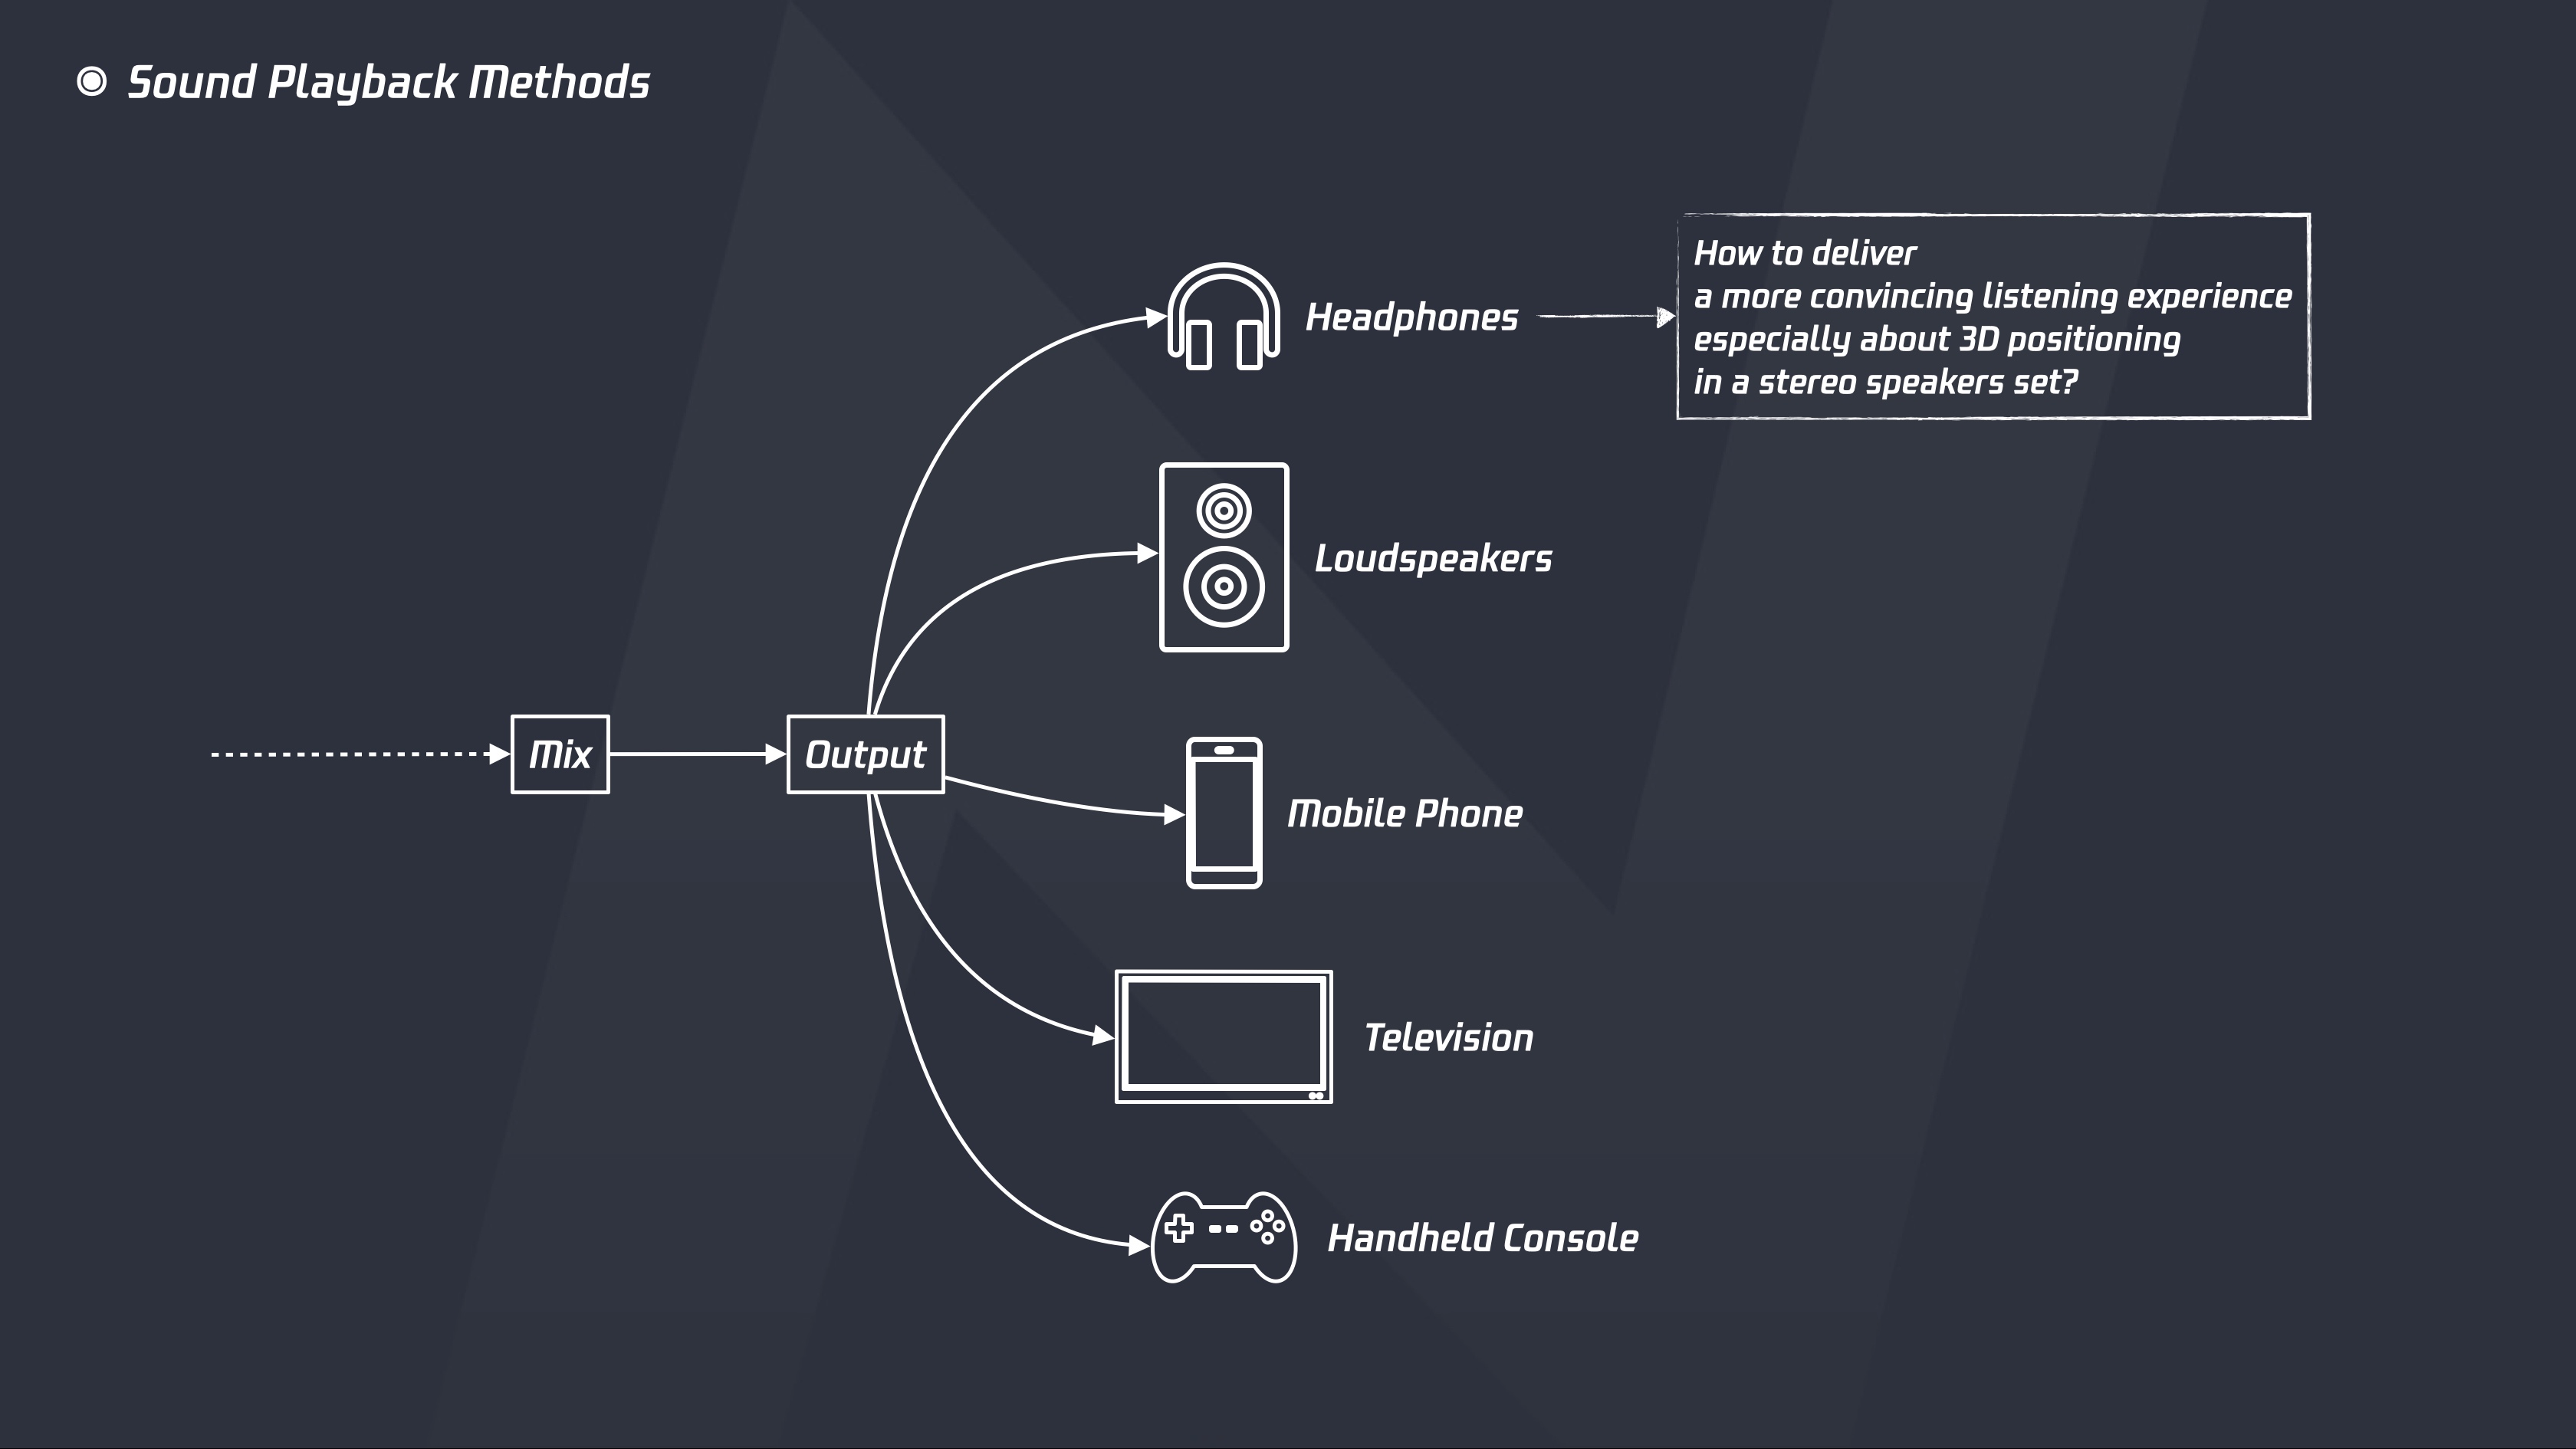 Sound Playback Methods
How to deliver
a more convincing listening experience
especially about 3D positioning
in a stereo speakers set?
Headphones
Loudspeakers
Mix
Output
Mobile Phone
Television
Handheld Console